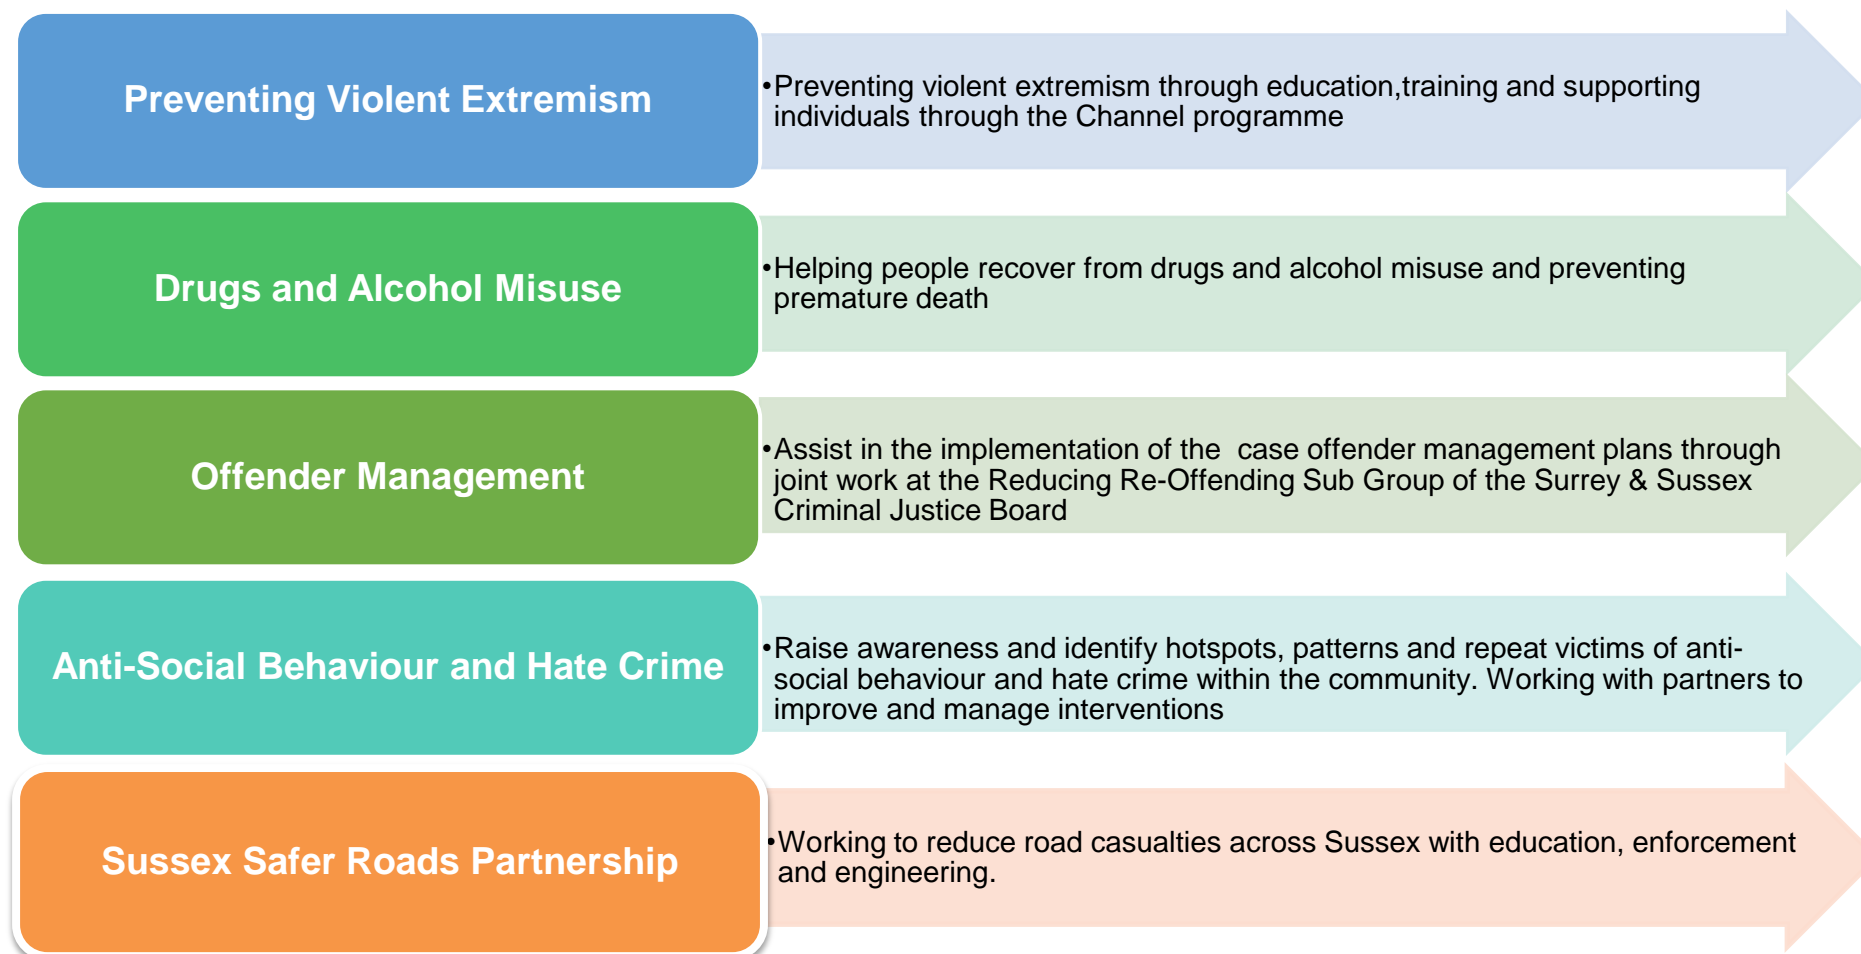 Preventing Violent Extremism
•Preventing violent extremism through education,training and supporting
individuals through the Channel programme
Drugs and Alcohol Misuse
•Helping people recover from drugs and alcohol misuse and preventing
premature death
Offender Management
•Assist in the implementation of the  case offender management plans through
joint work at the Reducing Re-Offending Sub Group of the Surrey & Sussex
Criminal Justice Board
Anti-Social Behaviour and Hate Crime
•Raise awareness and identify hotspots, patterns and repeat victims of anti-
social behaviour and hate crime within the community. Working with partners to
improve and manage interventions
Sussex Safer Roads Partnership
•Working to reduce road casualties across Sussex with education, enforcement
and engineering.